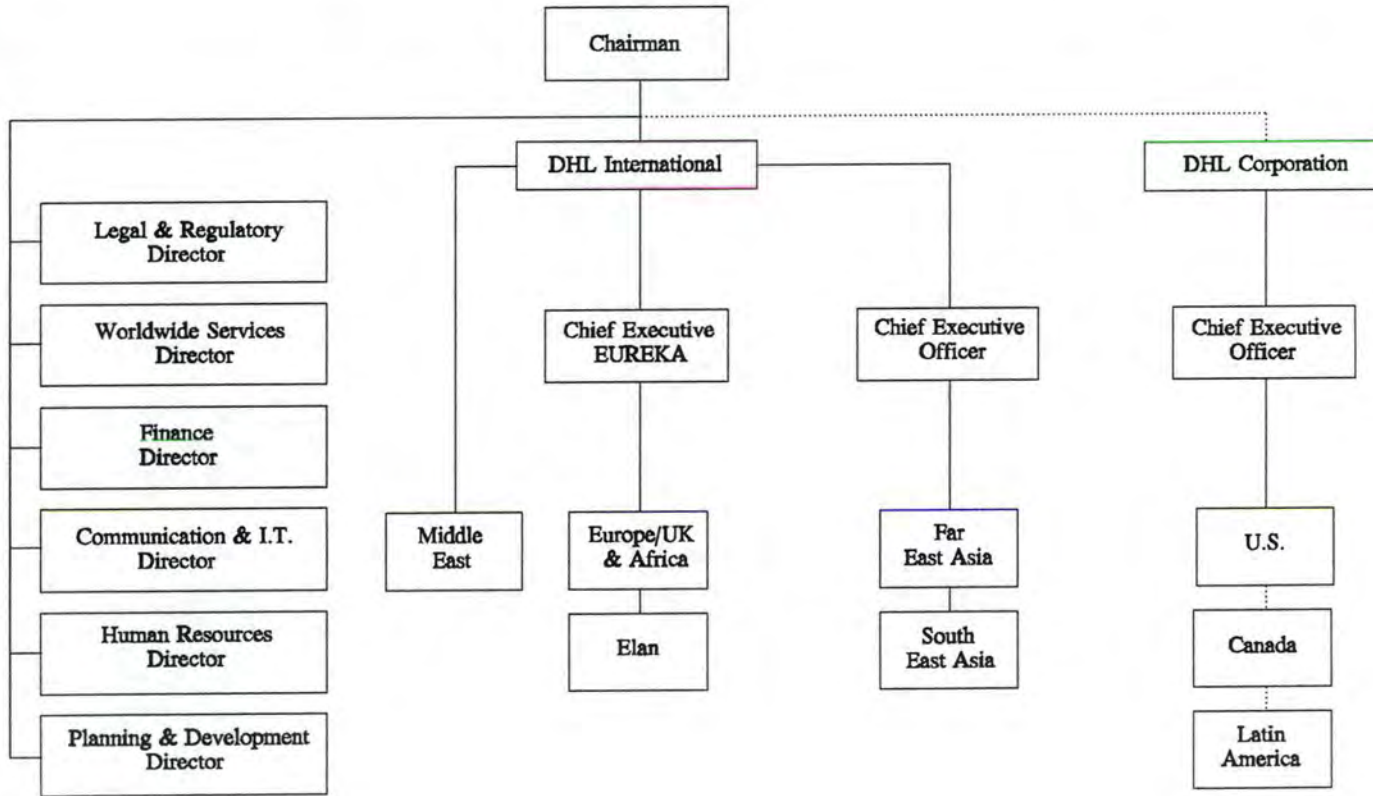 Chairman
DHL International
DHL Corporation
Legal & Regulatory
Director
Worldwide Services
Director
Finance
Director
Communication & I.T.
Director
Human Resources
Director
Planning & Development
Director
Chief Executive
EUREKA
Chief Executive
Officer
Chief Executive
Officer
Middle
East
Europe/UK
& Africa
Elan
Far
East Asia
South
East Asia
U.S.
Canada
Latin
America